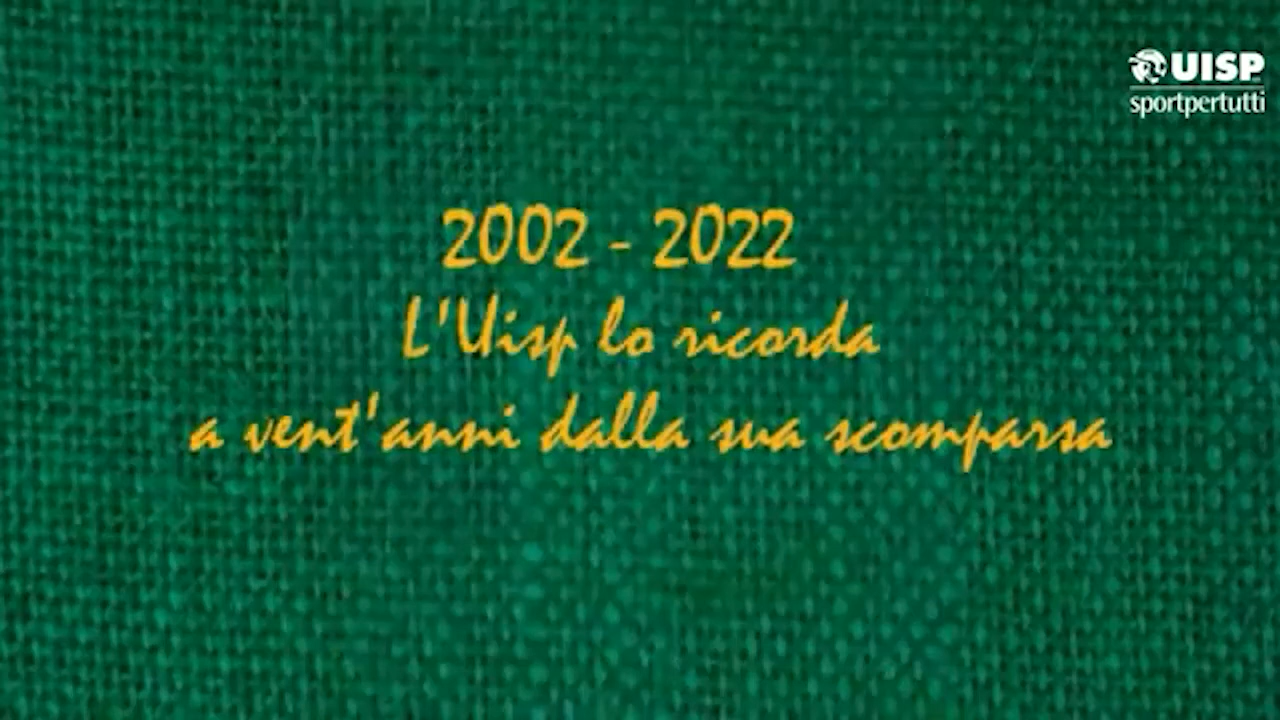 UISP
sportpertutti
2002 - 2022
L'Uisp lo ricorda
a vent'anni dalla sua scomparsa